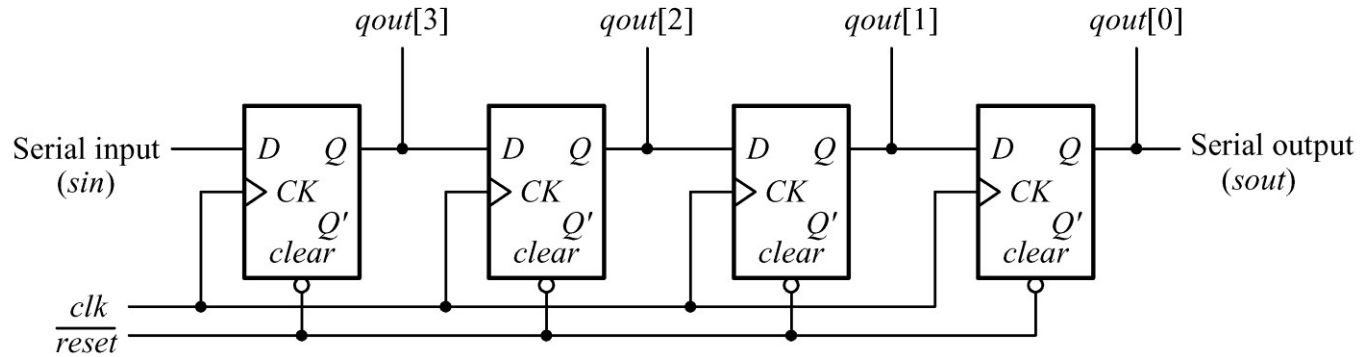 qout[3] qout[2] qout[1] qout[0]
Serial input D Q D Q D Q D Q Serial output
(sin) CK CK CK CK (sout)
Q' Q' Q' Q'
clear clear clear clear
clk
reset